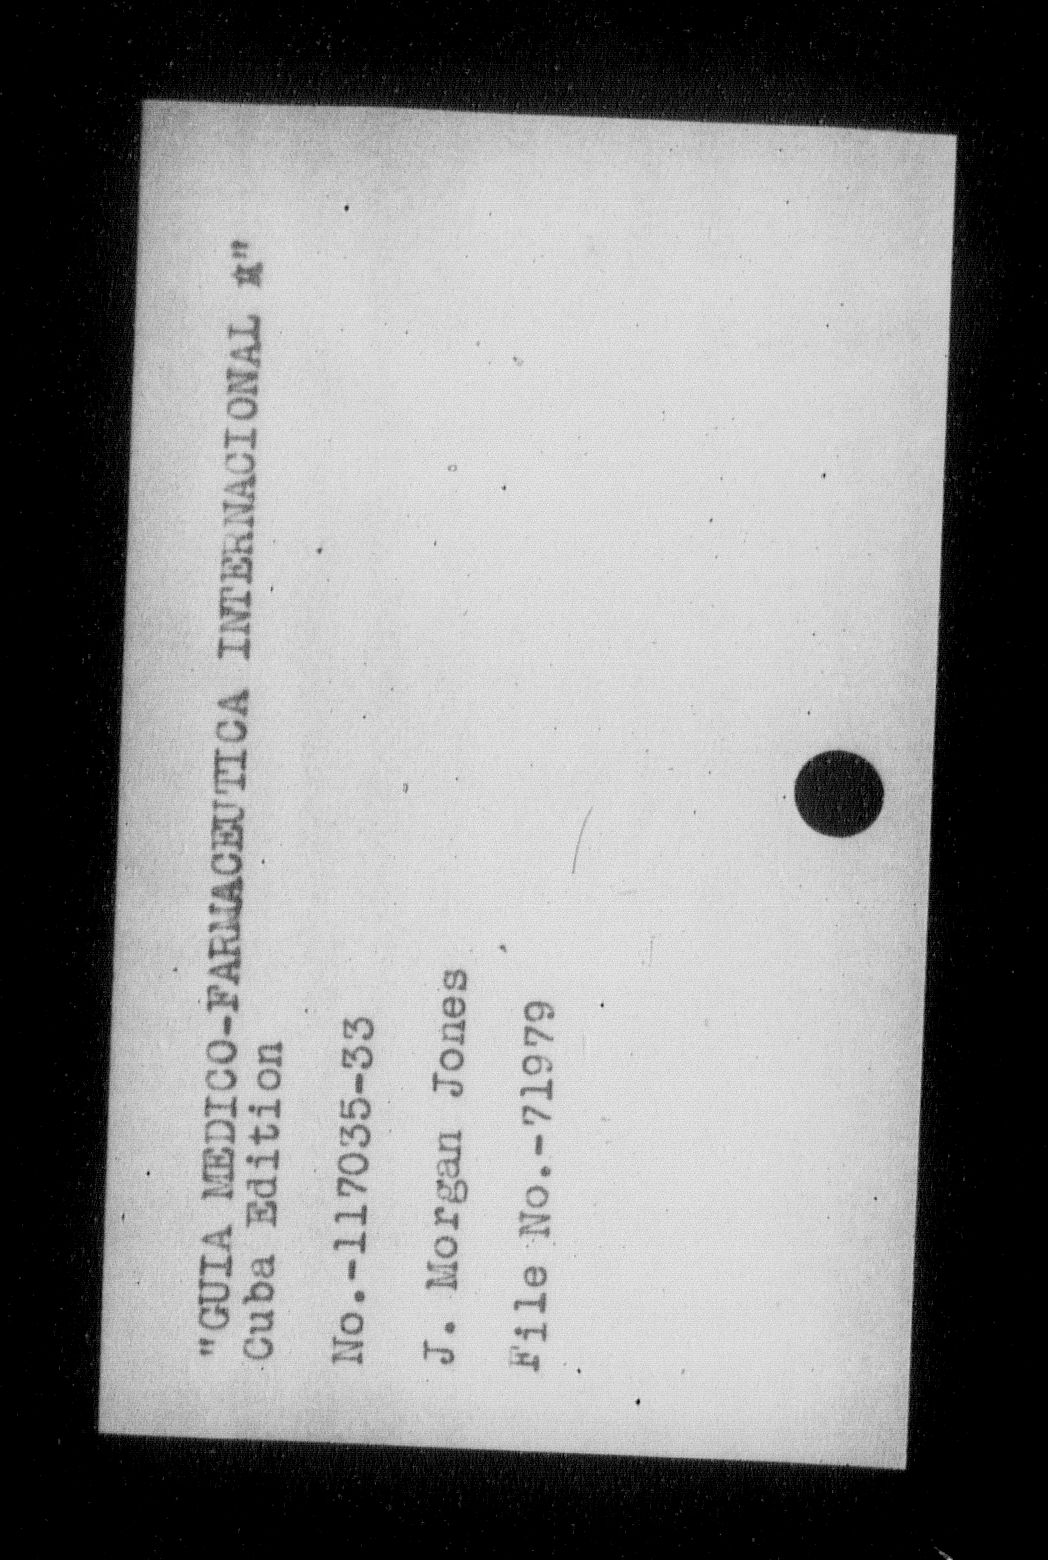 "GUIA MEDICO-FARMACEUTICA INTERNACIONAL "
Cuba Edition
No.-117035-33
J. Morgan Jones
File No.-71979